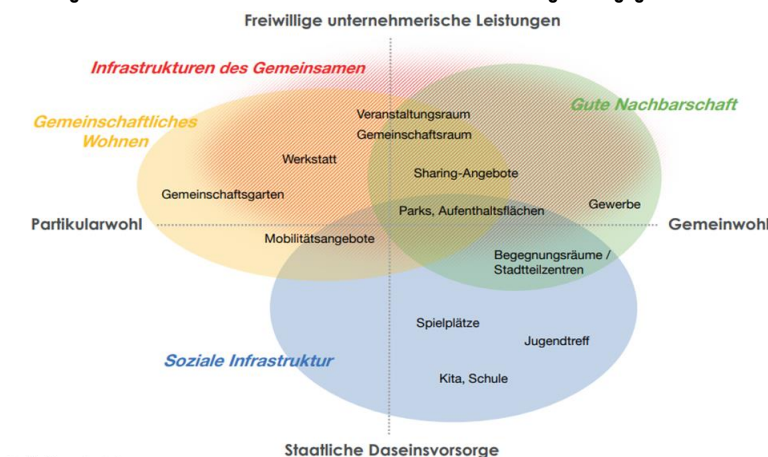 Freiwillige unternehmerische Leistungen
Infrastrukturen des Gemeinsamen
Gute Nachbarschaft
Gemeinschaftliches
Wohnen
Veranstaltungsraum
Gemeinschaftsraum
Werkstatt
Sharing-Angebote
Gemeinschaftsgarten
Gewerbe
Parks, Aufenthaltsflächen
Partikularwohl
Gemeinwohl
Mobilitätsangebote
Begegnungsräume /
Stadtteilzentren
Spielplätze
Jugendtreff
Soziale Infrastruktur
Kita, Schule
Staatliche Daseinsvorsorge